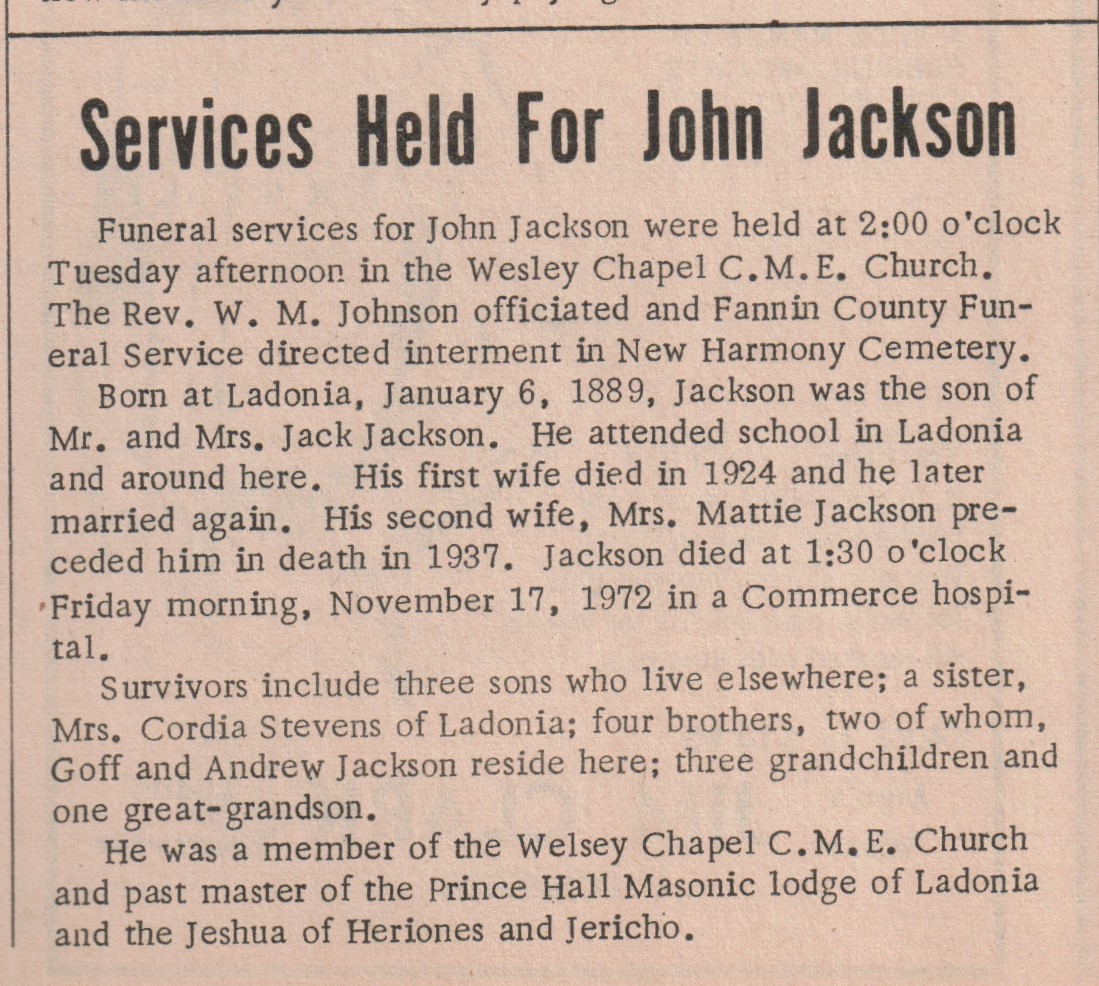 Services Held For John Jackson
Funeral services for John Jackson were held at 2:00 o'clock
Tuesday afternoon in the Wesley Chapel C.M.E. Church.
The Rev. W. M. Johnson officiated and Fannin County Fun-
eral Service directed interment in New Harmony Cemetery.
Born at Ladonia, January 6, 1889, Jackson was the son of
Mr. and Mrs. Jack Jackson. He attended school in Ladonia
and around here. His first wife died in 1924 and he later
married again. His second wife, Mrs. Mattie Jackson pre-
ceded him in death in 1937. Jackson died at 1:30 o'clock
Friday morning, November 17, 1972 in a Commerce hospi-
tal.
Survivors include three sons who live elsewhere; a sister,
Mrs. Cordia Stevens of Ladonia; four brothers, two of whom,
Goff and Andrew Jackson reside here; three grandchildren and
one great-grandson.
He was a member of the Welsey Chapel C.M.E. Church
and past master of the Prince Hall Masonic lodge of Ladonia
and the Jeshua of Heriones and Jericho.